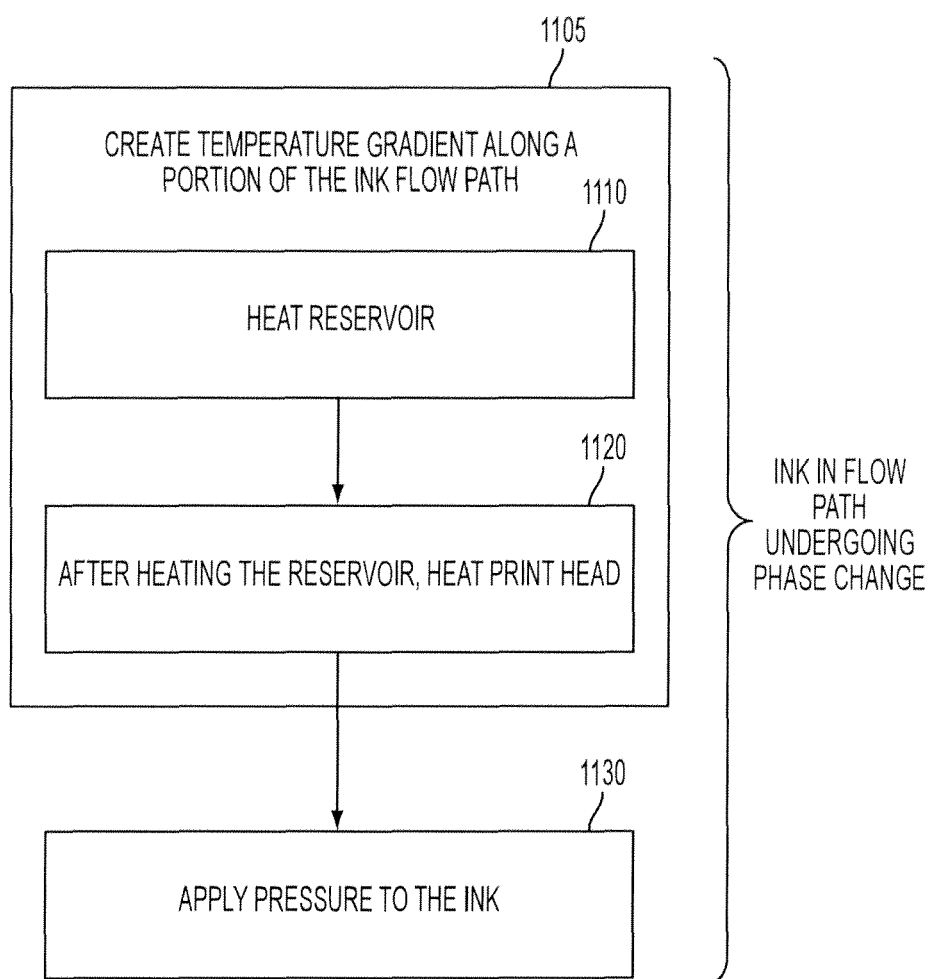 1105
CREATE TEMPERATURE GRADIENT ALONG A
PORTION OF THE INK FLOW PATH
1110
HEAT RESERVOIR
1120
AFTER HEATING THE RESERVOIR, HEAT PRINT HEAD
INK IN FLOW
PATH
UNDERGOING
PHASE CHANGE
1130
APPLY PRESSURE TO THE INK